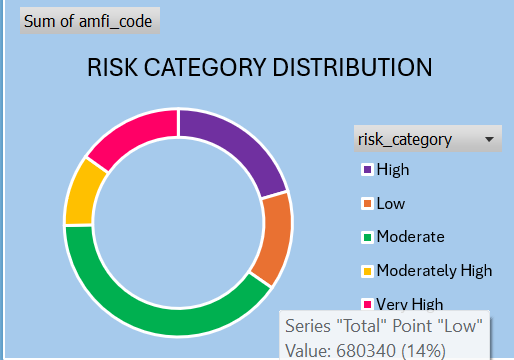 Sum of amfi_code
RISK CATEGORY DISTRIBUTION
risk_category
High
Low
Moderate
Moderately High
Very High
Series "Total" Point "Low"
Value: 680340 (14%)